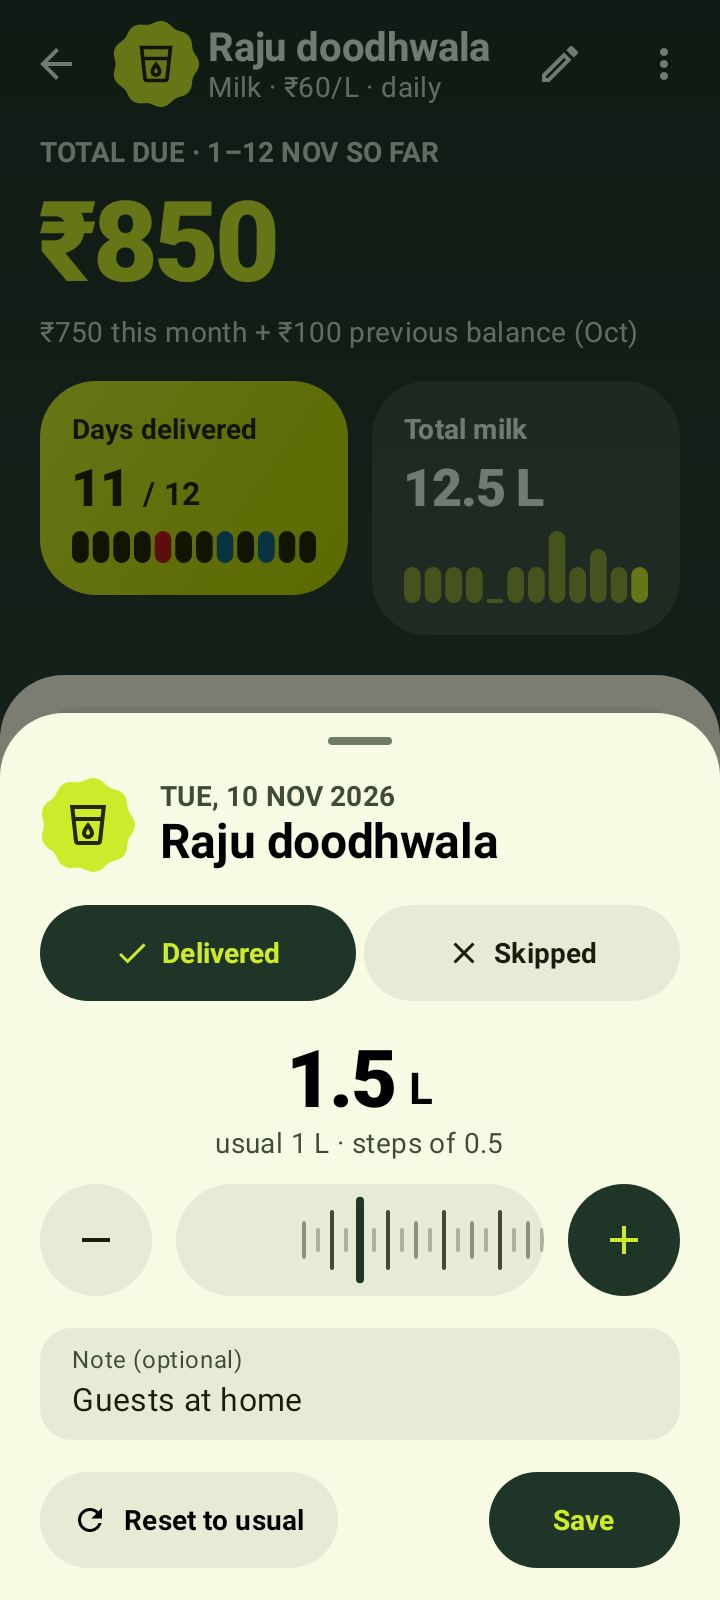 Raju doodhwala
Milk · ₹60/L · daily
TOTAL DUE · 1–12 NOV SO FAR
₹850
₹750 this month + ₹100 previous balance (Oct)
Days delivered
11 / 12
Total milk
12.5 L
TUE, 10 NOV 2026
Raju doodhwala
Delivered
Skipped
1.5 L
usual 1 L · steps of 0.5
Note (optional)
Guests at home
Reset to usual
Save